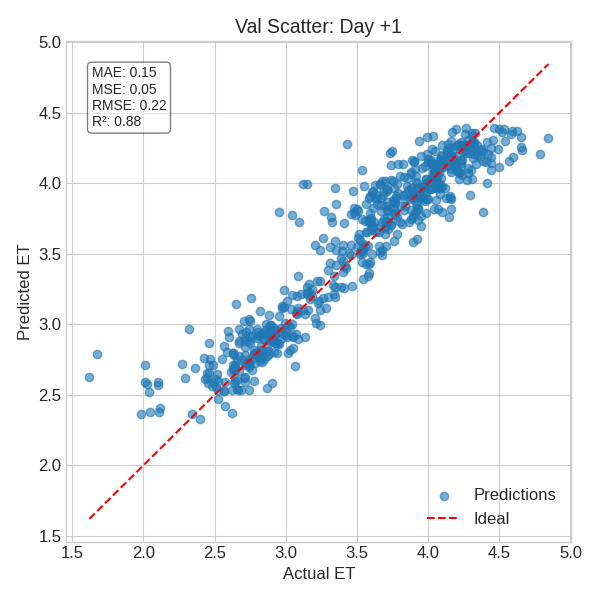 Val Scatter: Day +1
5.0
4.5
4.0
3.5
3.0
2.5
2.0
1.5
Predicted ET
MAE: 0.15
MSE: 0.05
RMSE: 0.22
R²: 0.88
Predictions
Ideal
1.5 2.0 2.5 3.0 3.5 4.0 4.5 5.0
Actual ET